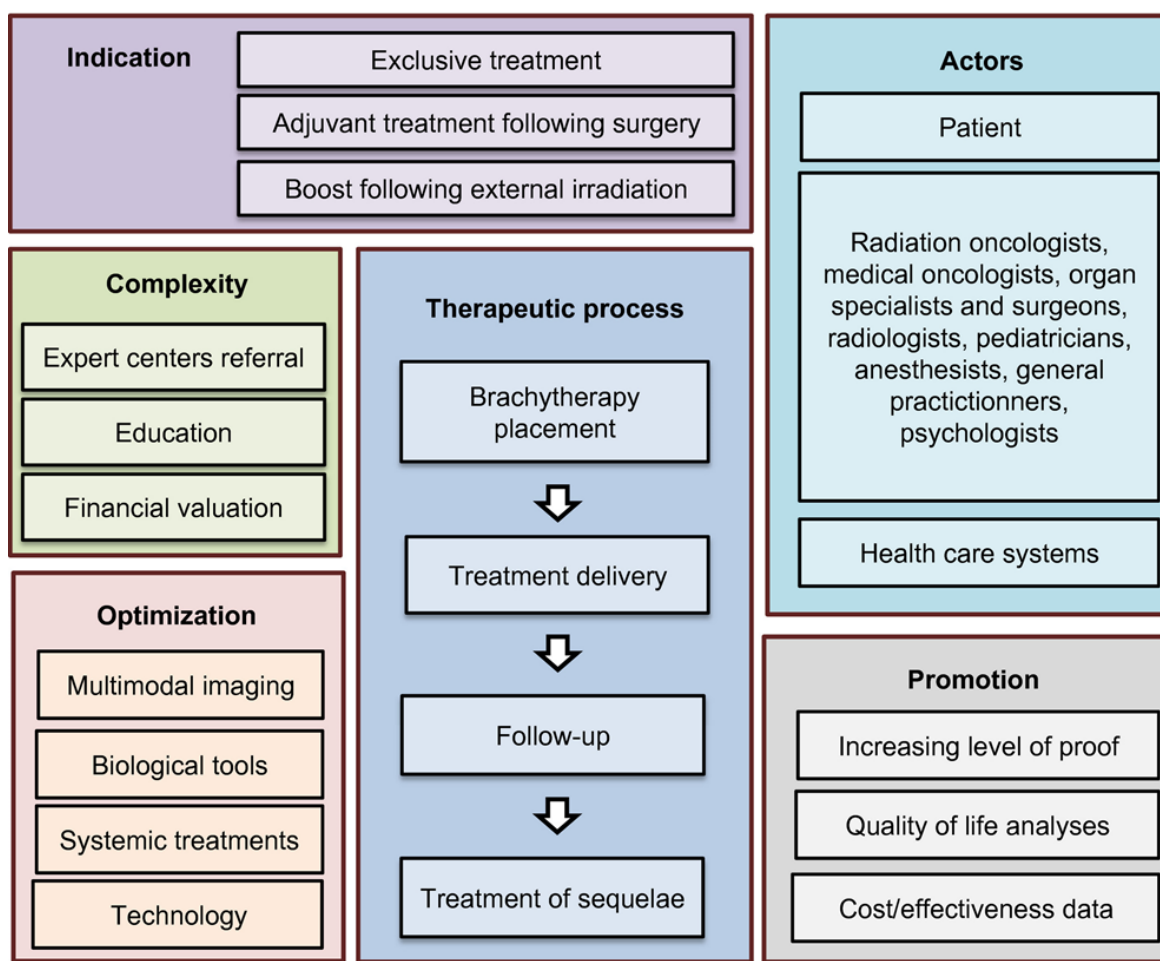 Indication
Exclusive treatment
Adjuvant treatment following surgery
Boost following external irradiation
Actors
Patient
Radiation oncologists,
medical oncologists, organ
specialists and surgeons,
radiologists, pediatricians,
anesthesists, general
practictionners,
psychologists
Health care systems
Complexity
Expert centers referral
Education
Financial valuation
Therapeutic process
Brachytherapy
placement
Treatment delivery
Follow-up
Treatment of sequelae
Optimization
Multimodal imaging
Biological tools
Systemic treatments
Technology
Promotion
Increasing level of proof
Quality of life analyses
Cost/effectiveness data